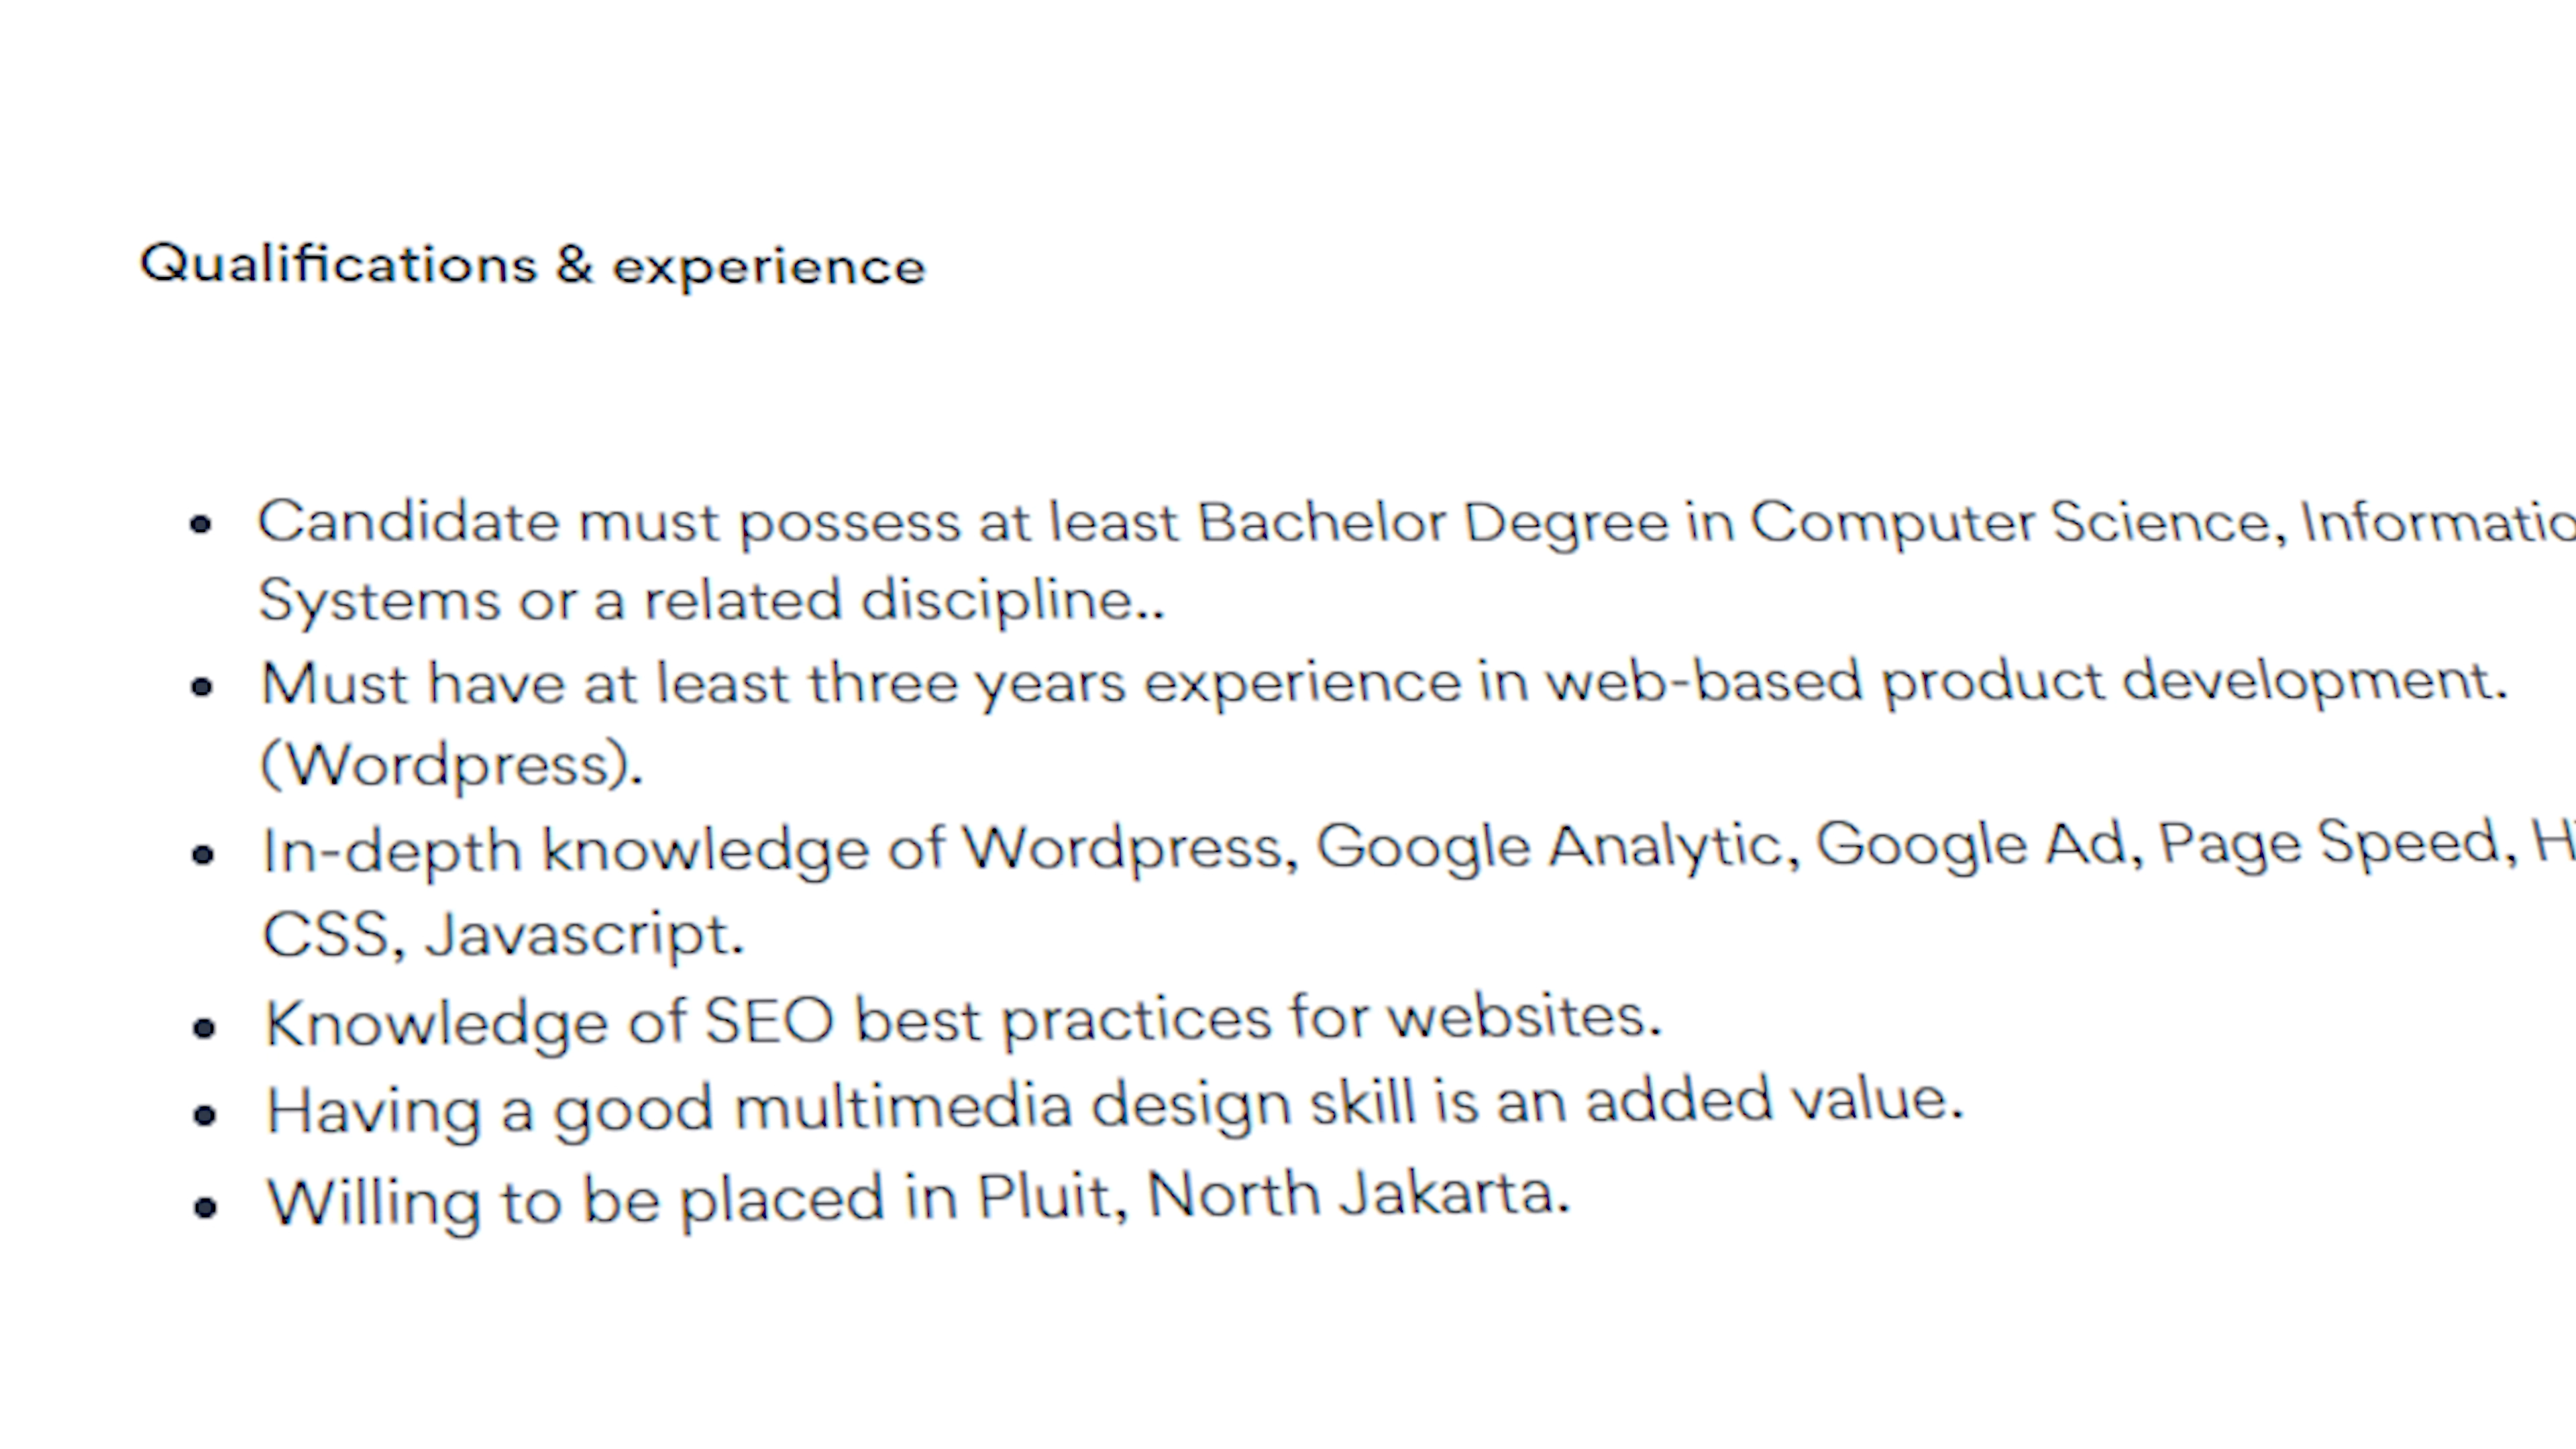 Qualifications & experience
Candidate must possess at least Bachelor Degree in Computer Science,
Systems or a related discipline..
Must have at least three years experience in web-based product development.
(Wordpress).
In-depth knowledge of Wordpress, Google Analytic, Google Ad, Page Speed,
CSS, Javascript.
Knowledge of SEO best practices for websites.
Having a good multimedia design skill is an added value.
Willing to be placed in Pluit, North Jakarta.